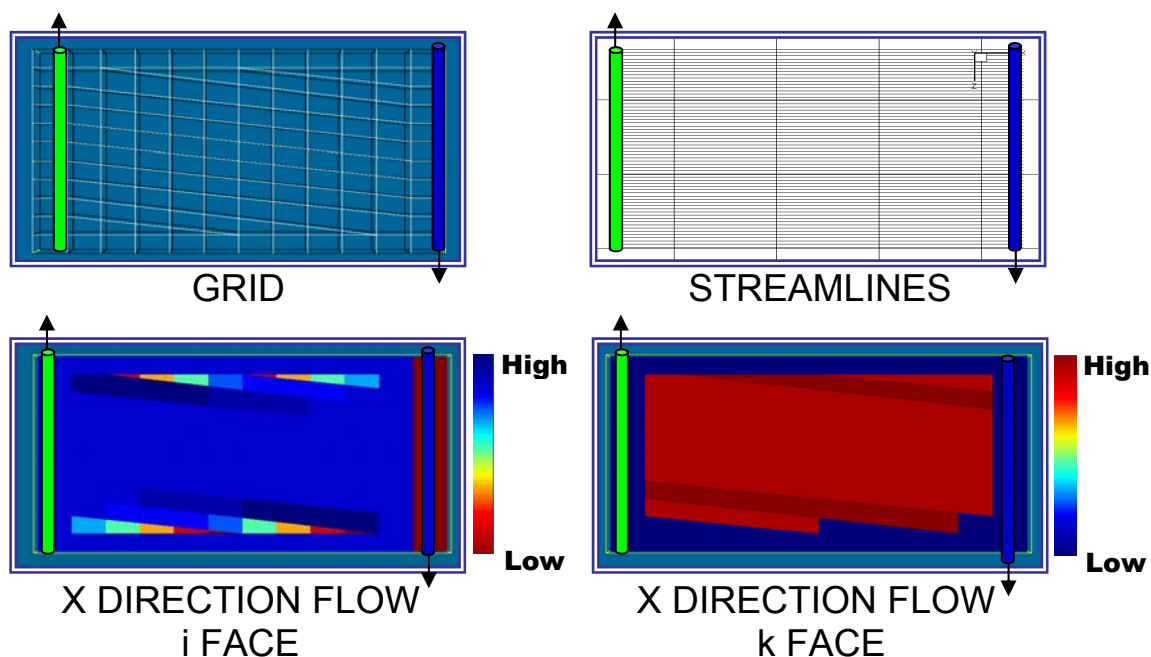 GRID
STREAMLINES
Z
High
Low
High
Low
X DIRECTION FLOW
i FACE
X DIRECTION FLOW
k FACE